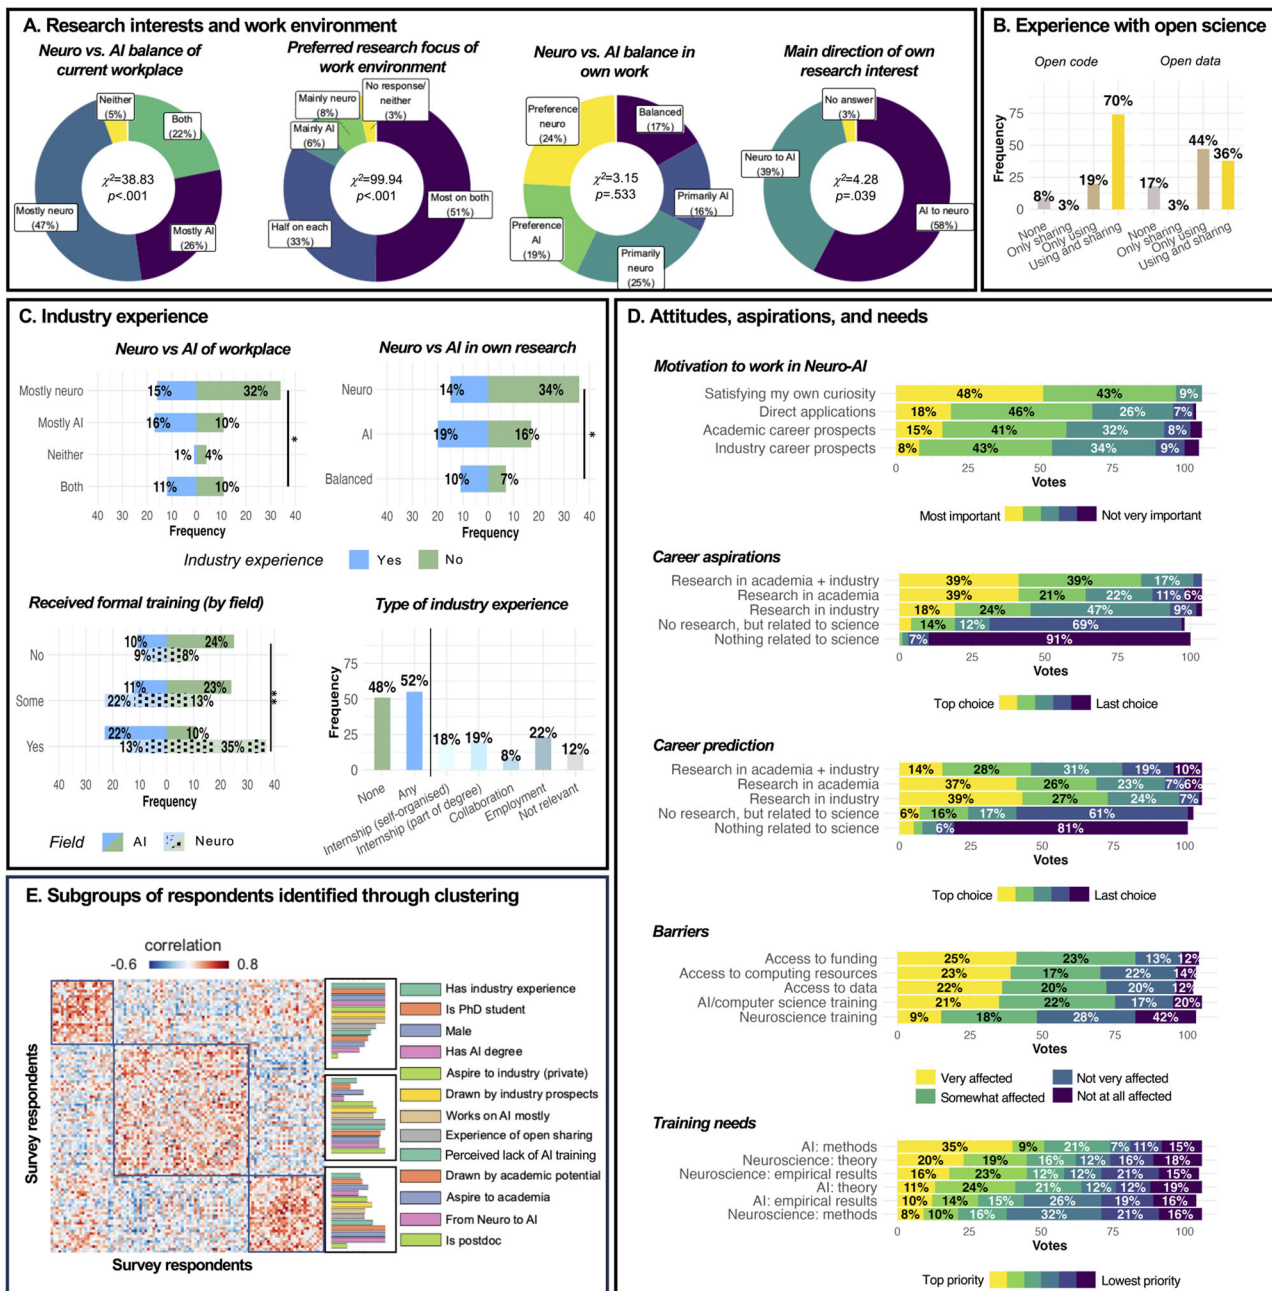 A. Research interests and work environment
Neuro vs. AI balance of
current workplace
Neither
(5%)
Both
(22%)
χ²=38.83
p<.001
Mostly neuro
(47%)
Mostly AI
(26%)
Preferred research focus of
work environment
No response/
neither
(3%)
Mainly neuro
(8%)
Mainly AI
(6%)
χ²=99.94
p<.001
Most on both
(51%)
Half on each
(33%)
Neuro vs. AI balance in
own work
Preference
neuro
(24%)
Balanced
(17%)
χ²=3.15
p=.533
Primarily AI
(16%)
Preference
AI
(19%)
Primarily
neuro
(25%)
Main direction of own
research interest
No answer
(3%)
Neuro to AI
(39%)
χ²=4.28
p=.039
AI to neuro
(58%)
B. Experience with open science
Open code Open data
Frequency
75
50
25
0
8% 3% 19% 70% 17% 3% 44% 36%
None
Only sharing
Only using
Using and sharing
None
Only sharing
Only using
Using and sharing
C. Industry experience
Neuro vs AI of workplace
Mostly neuro 15% 32%
Mostly AI 16% 10%
Neither 1% 4%
Both 11% 10%
*
40 30 20 10 0 10 20 30 40
Frequency
Neuro vs AI in own research
Neuro 14% 34%
AI 19% 16%
Balanced 10% 7%
*
40 30 20 10 0 10 20 30 40
Frequency
Industry experience Yes No
Received formal training (by field)
10% 24%
No
9% 8%
11% 23%
Some
22% 13%
22% 10%
Yes
13% 35%
**
40 30 20 10 0 10 20 30 40
Frequency
Field AI Neuro
Type of industry experience
Frequency
75
50
25
0
48% 52% 18% 19% 8% 22% 12%
None
Any
Internship (self-organised)
Internship (part of degree)
Collaboration
Employment
Not relevant
D. Attitudes, aspirations, and needs
Motivation to work in Neuro-AI
Satisfying my own curiosity 48% 43% 9%
Direct applications 18% 46% 26% 7%
Academic career prospects 15% 41% 32% 8%
Industry career prospects 8% 43% 34% 9%
0 25 50 75 100
Votes
Most important Not very important
Career aspirations
Research in academia + industry 39% 39% 17%
Research in academia 39% 21% 22% 11% 6%
Research in industry 18% 24% 47% 9%
No research, but related to science 14% 12% 69%
Nothing related to science 7% 91%
0 25 50 75 100
Votes
Top choice Last choice
Career prediction
Research in academia + industry 14% 28% 31% 19% 10%
Research in academia 37% 26% 23% 7% 6%
Research in industry 39% 27% 24% 7%
No research, but related to science 6% 16% 17% 61%
Nothing related to science 6% 81%
0 25 50 75 100
Votes
Top choice Last choice
Barriers
Access to funding 25% 23% 13% 12%
Access to computing resources 23% 17% 22% 14%
Access to data 22% 20% 20% 12%
AI/computer science training 21% 22% 17% 20%
Neuroscience training 9% 18% 28% 42%
0 25 50 75 100
Votes
Very affected Not very affected
Somewhat affected Not at all affected
Training needs
AI: methods 35% 9% 21% 7% 11% 15%
Neuroscience: theory 20% 19% 16% 12% 16% 18%
Neuroscience: empirical results 16% 23% 12% 12% 21% 15%
AI: theory 11% 24% 21% 12% 12% 19%
AI: empirical results 10% 14% 15% 26% 19% 16%
Neuroscience: methods 8% 10% 16% 32% 21% 16%
0 25 50 75 100
Votes
Top priority Lowest priority
E. Subgroups of respondents identified through clustering
correlation
-0.6 0.8
Survey respondents
Survey respondents
Has industry experience
Is PhD student
Male
Has AI degree
Aspire to industry (private)
Drawn by industry prospects
Works on AI mostly
Experience of open sharing
Perceived lack of AI training
Drawn by academic potential
Aspire to academia
From Neuro to AI
Is postdoc